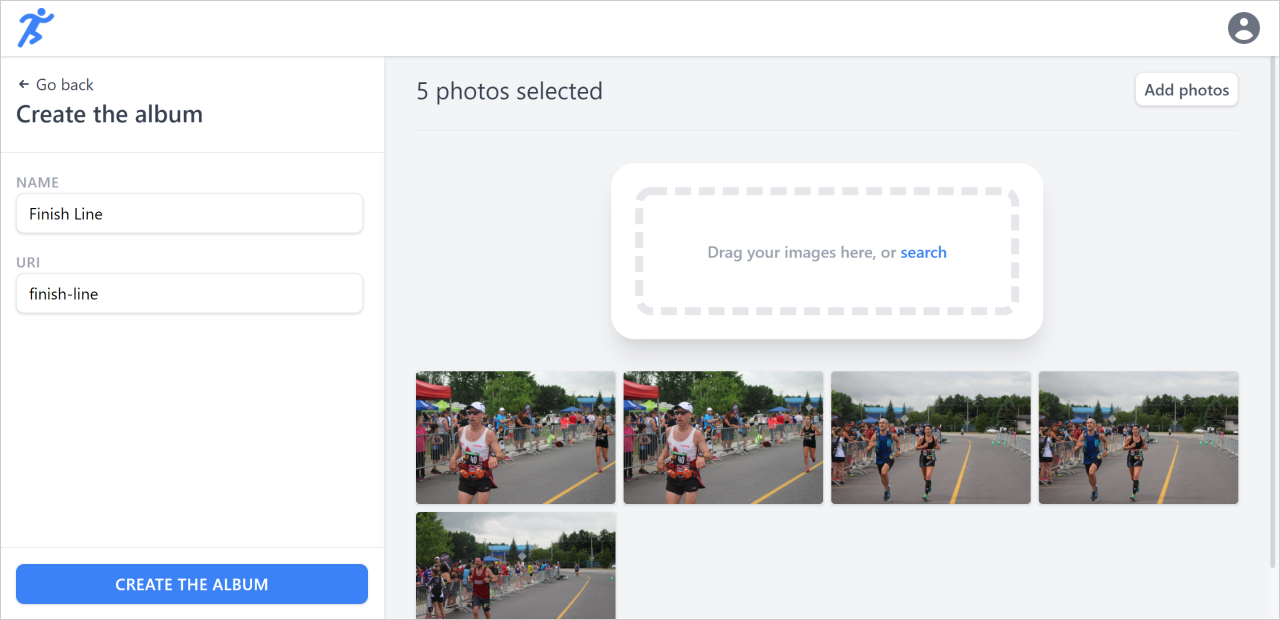 ← Go back
Create the album
NAME
Finish Line
URI
finish-line
CREATE THE ALBUM
5 photos selected
Add photos
Drag your images here, or search